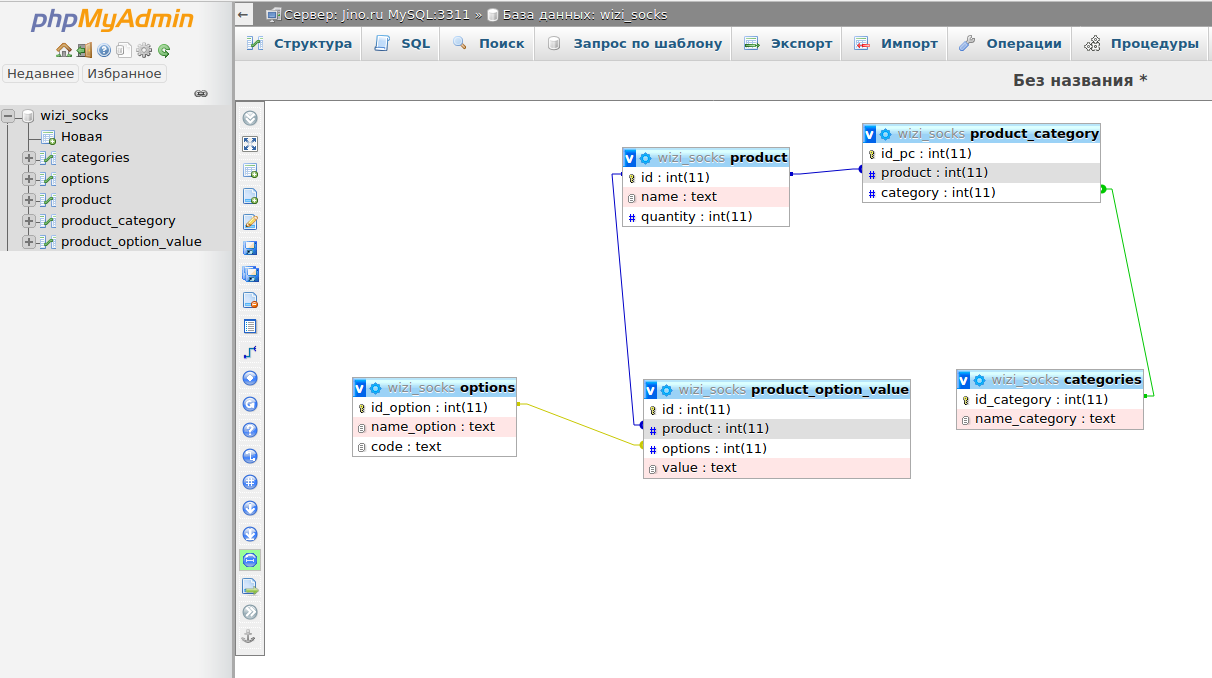 phpMyAdmin
Недавнее Избранное
wizi_socks
Новая
categories
options
product
product_category
product_option_value
Сервер: Jino.ru MySQL:3311 » База данных: wizi_socks
Структура SQL Поиск Запрос по шаблону Экспорт Импорт Операции Процедуры
Без названия *
wizi_socks product
id : int(11)
name : text
quantity : int(11)
wizi_socks product_category
id_pc : int(11)
product : int(11)
category : int(11)
wizi_socks options
id_option : int(11)
name_option : text
code : text
wizi_socks product_option_value
id : int(11)
product : int(11)
options : int(11)
value : text
wizi_socks categories
id_category : int(11)
name_category : text